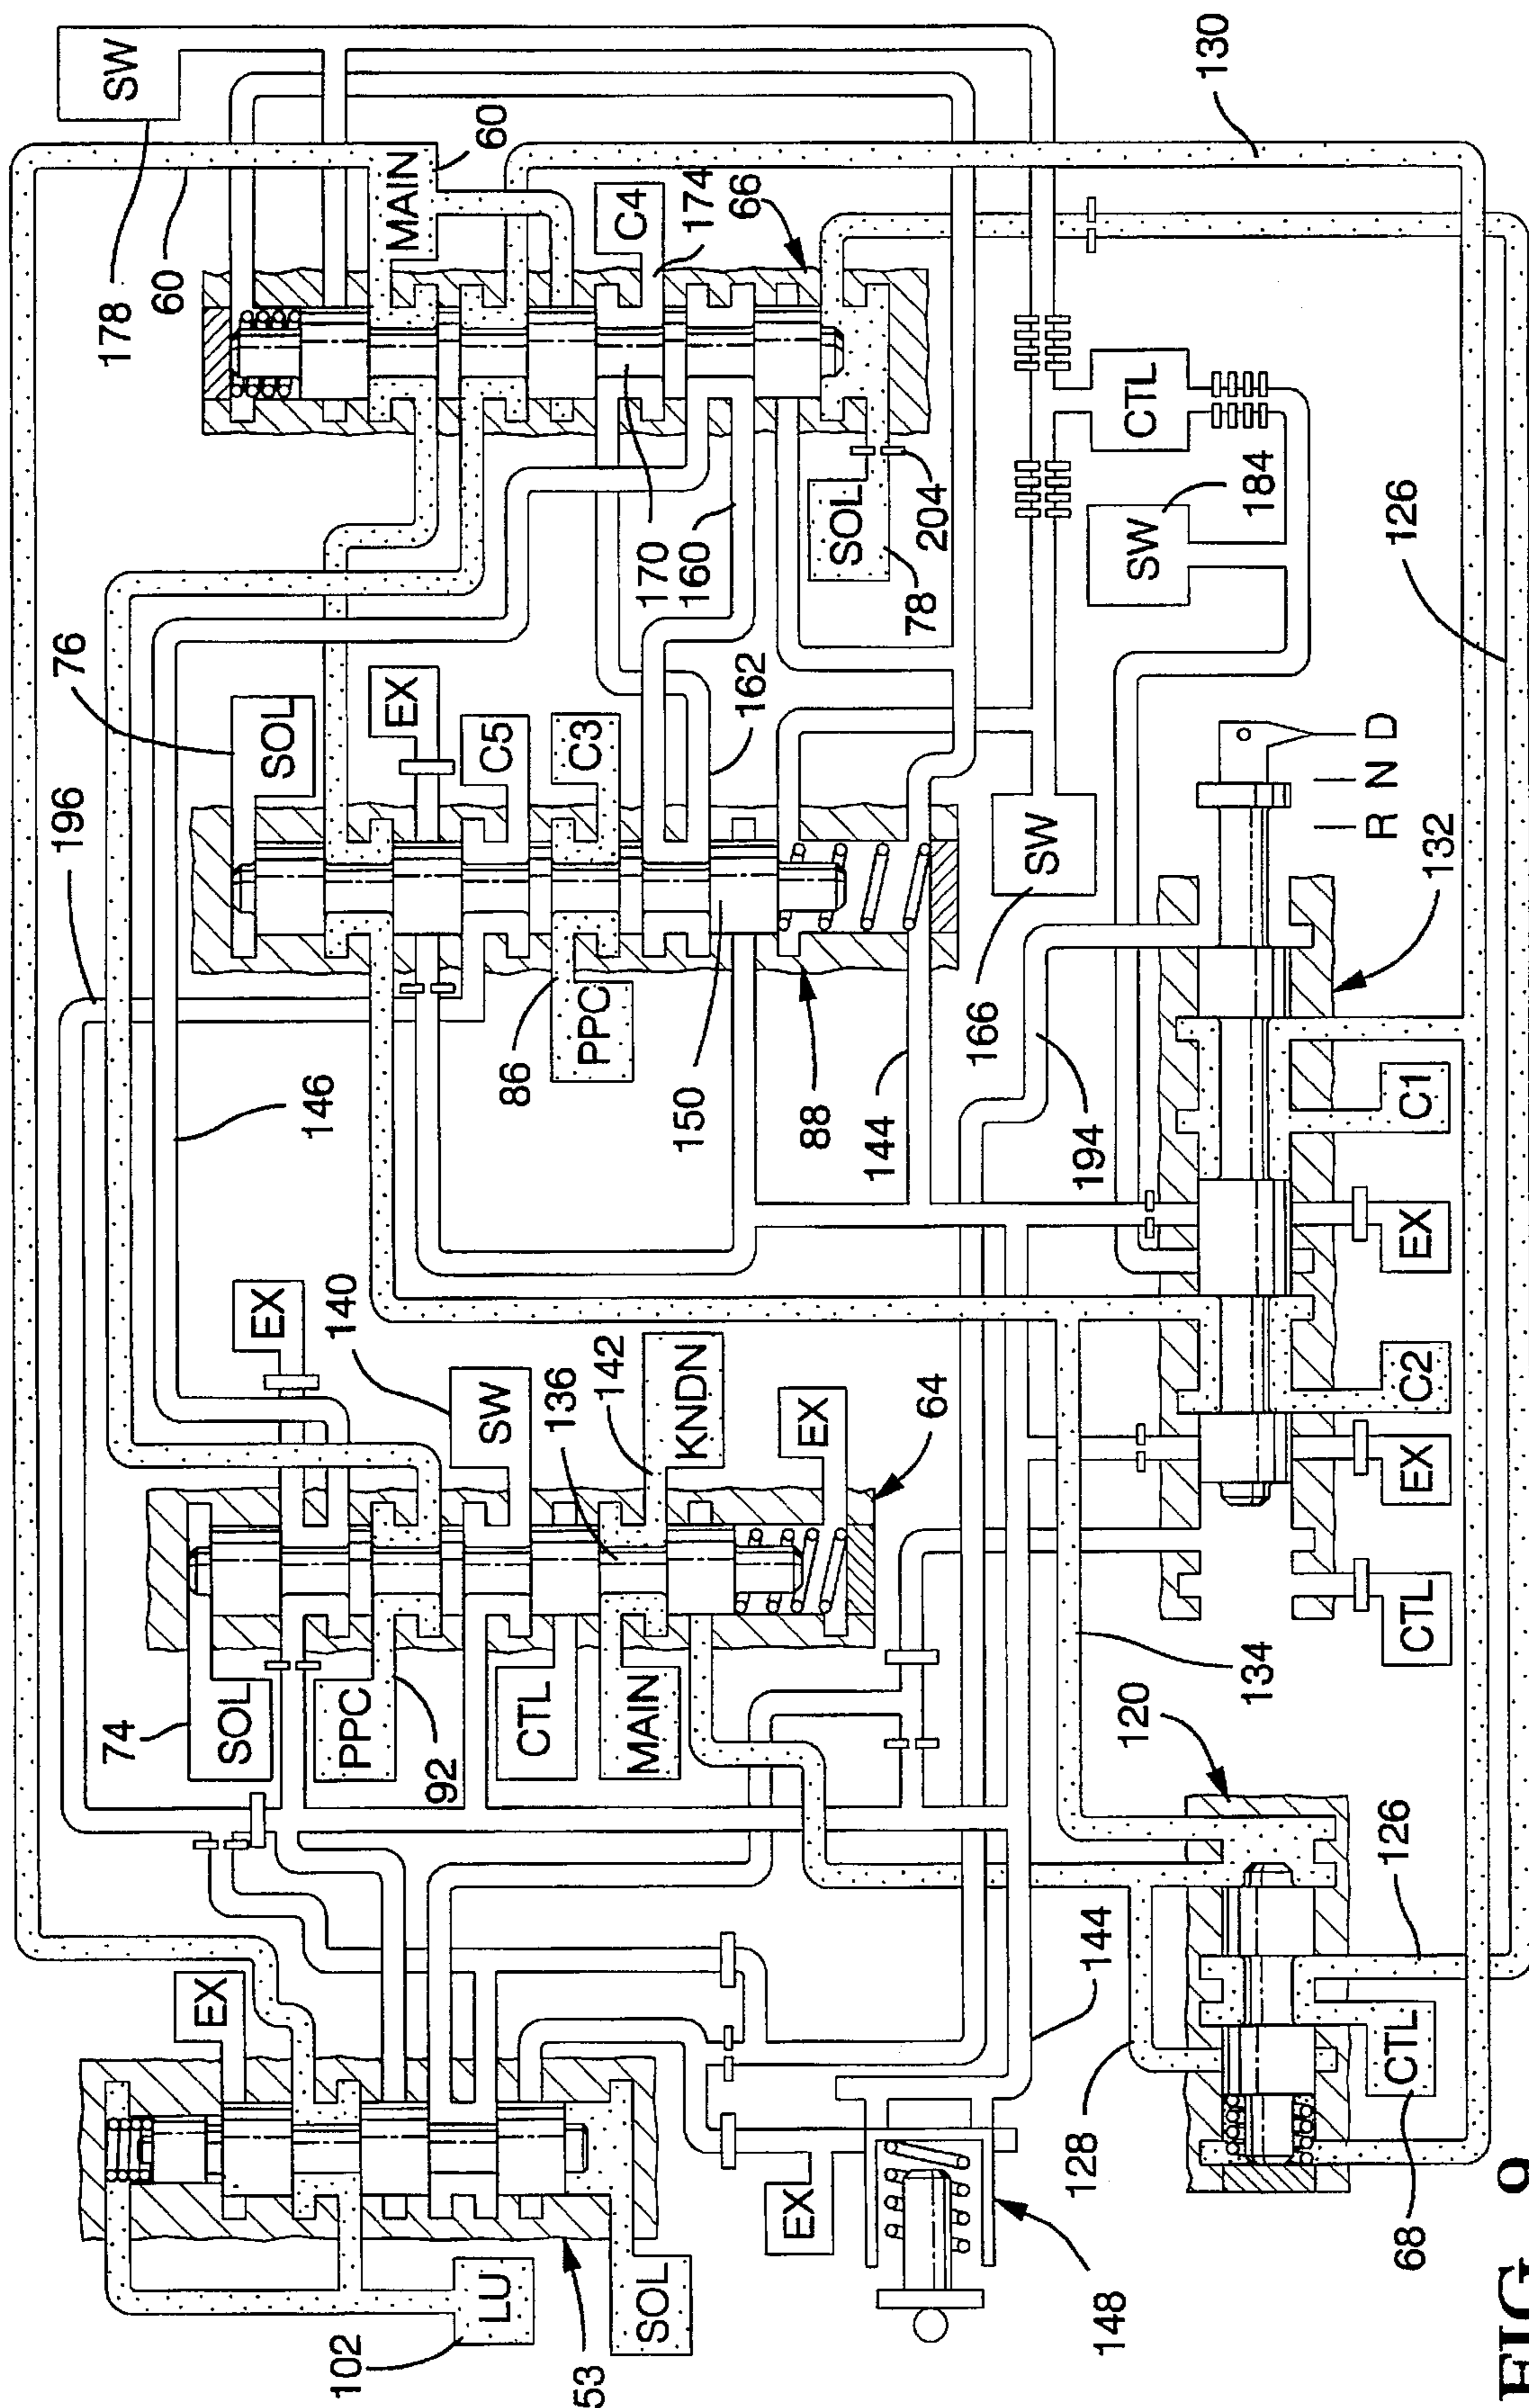 SW
178
60
MAIN
60
130
C4
174
66
170
160
SOL
78
204
CTL
SW
184
126
76
SOL
EX
C5
C3
162
196
146
PPC
86
150
88
144
SW
166
194
R N D
132
C1
EX
C2
EX
CTL
EX
140
SW
136
142
KNDN
EX
64
74
SOL
PPC
92
CTL
MAIN
134
120
126
EX
144
128
CTL
68
LU
102
53
SOL
EX
148
FIG. 8